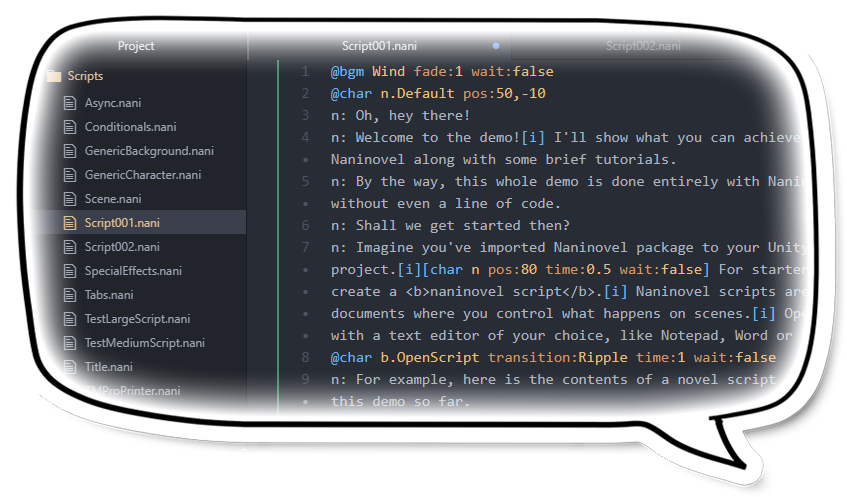 Project
Script001.nani
Script002.nani
Scripts
Async.nani
Conditionals.nani
GenericBackground.nani
GenericCharacter.nani
Scene.nani
Script001.nani
Script002.nani
SpecialEffects.nani
Tabs.nani
TestLargeScript.nani
TestMediumScript.nani
Title.nani
TMProPrinter.nani
1 @bgm Wind fade:1 wait:false
2 @char n.Default pos:50,-10
3 n: Oh, hey there!
4 n: Welcome to the demo![i] I'll show what you can achieve
• Naninovel along with some brief tutorials.
5 n: By the way, this whole demo is done entirely with
• without even a line of code.
6 n: Shall we get started then?
7 n: Imagine you've imported Naninovel package to your Unity
• project.[i][char n pos:80 time:0.5 wait:false] For
• create a <b>naninovel script</b>.[i] Naninovel scripts are
• documents where you control what happens on scenes.[i]
• with a text editor of your choice, like Notepad, Word or
8 @char b.OpenScript transition:Ripple time:1 wait:false
9 n: For example, here is the contents of a novel script
• this demo so far.